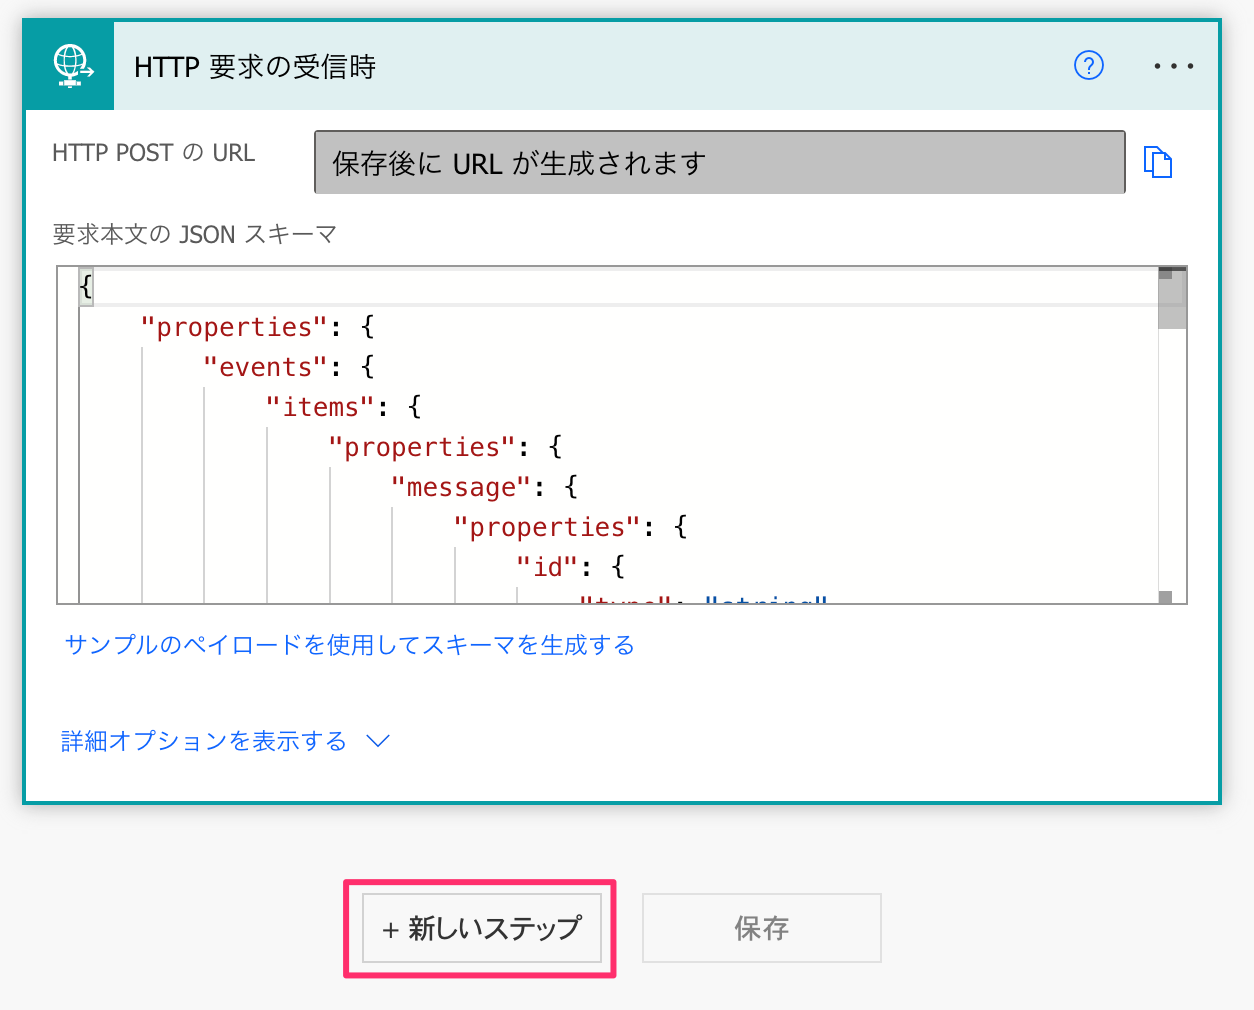 HTTP 要求の受信時
?
HTTP POST の URL
保存後に URL が生成されます
要求本文の JSON スキーマ
{
"properties": {
"events": {
"items": {
"properties": {
"message": {
"properties": {
"id": {
"type": "string"
サンプルのペイロードを使用してスキーマを生成する
詳細オプションを表示する
+ 新しいステップ
保存